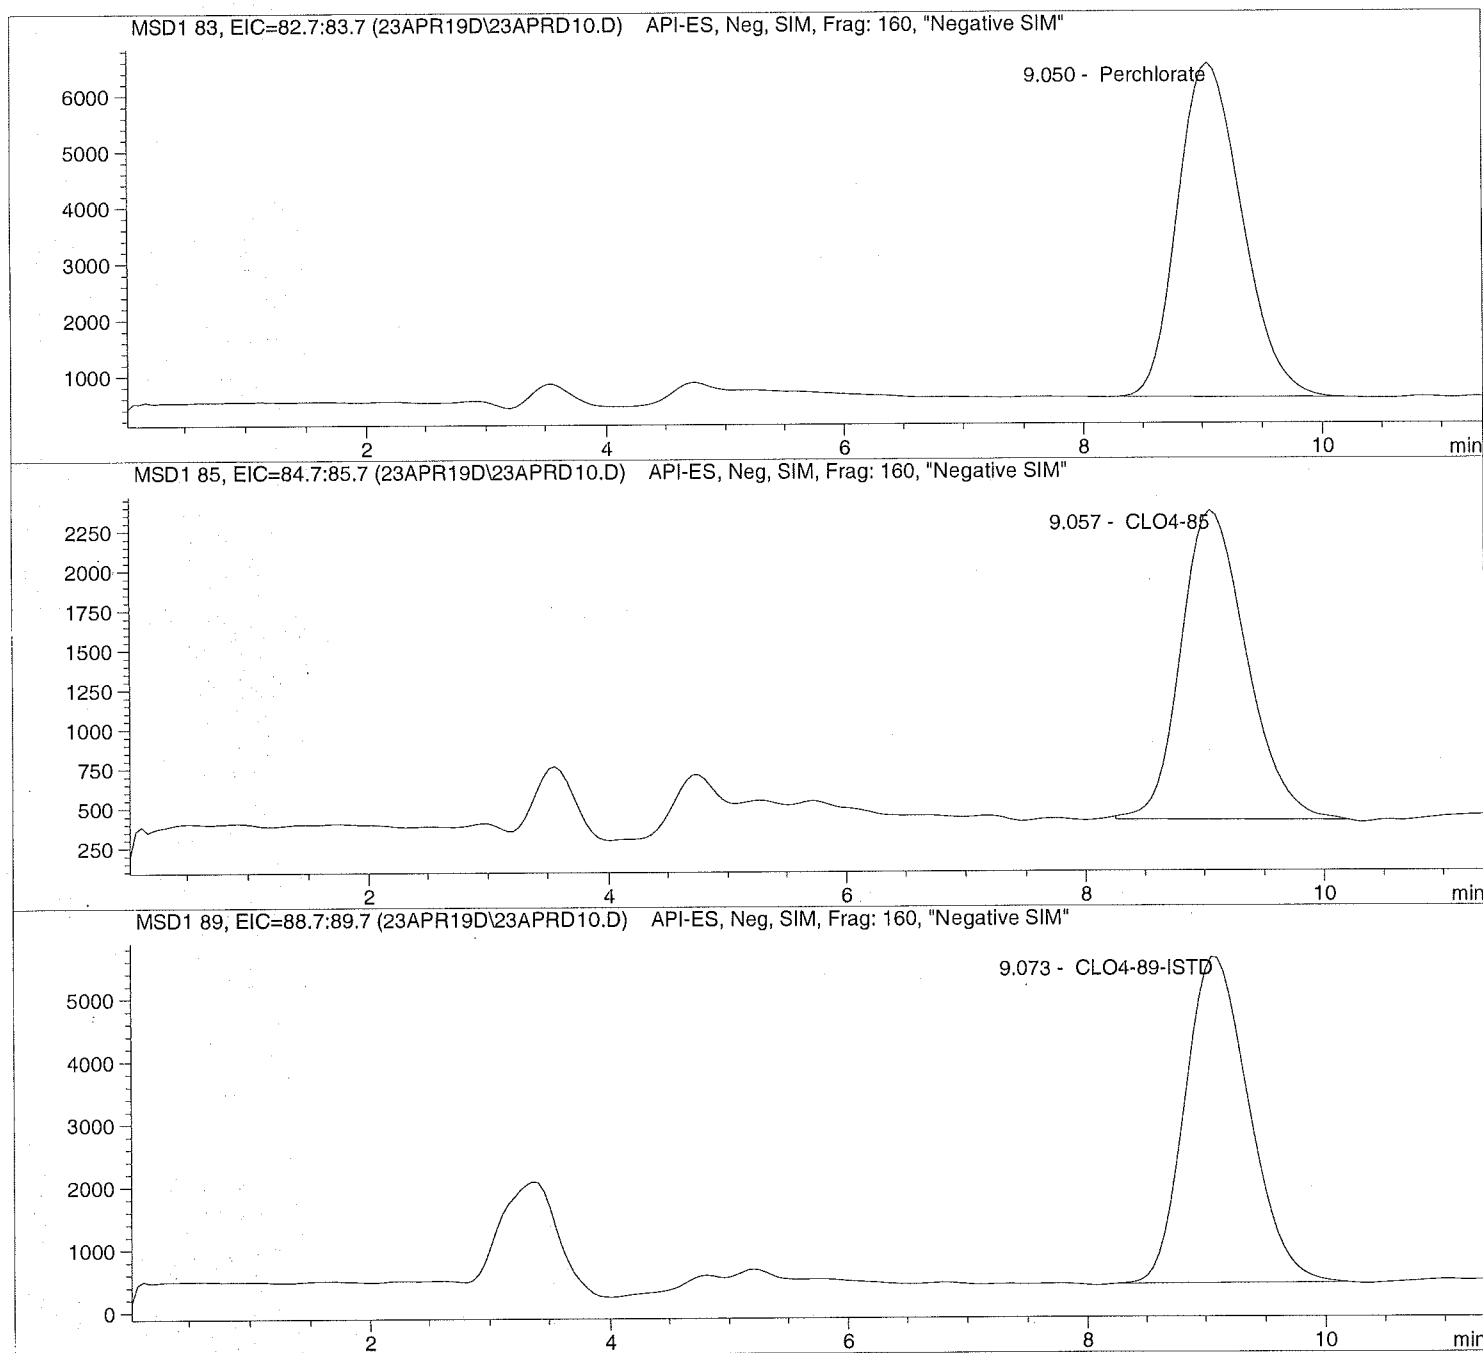 MSD1 83, EIC=82.7:83.7 (23APR19D\23APRD10.D) API-ES, Neg, SIM, Frag: 160, "Negative SIM"
9.050 - Perchlorate
6000
5000
4000
3000
2000
1000
2 4 6 8 10 min
MSD1 85, EIC=84.7:85.7 (23APR19D\23APRD10.D) API-ES, Neg, SIM, Frag: 160, "Negative SIM"
9.057 - CLO4-85
2250
2000
1750
1500
1250
1000
750
500
250
2 4 6 8 10 min
MSD1 89, EIC=88.7:89.7 (23APR19D\23APRD10.D) API-ES, Neg, SIM, Frag: 160, "Negative SIM"
9.073 - CLO4-89-ISTD
5000
4000
3000
2000
1000
0
2 4 6 8 10 min